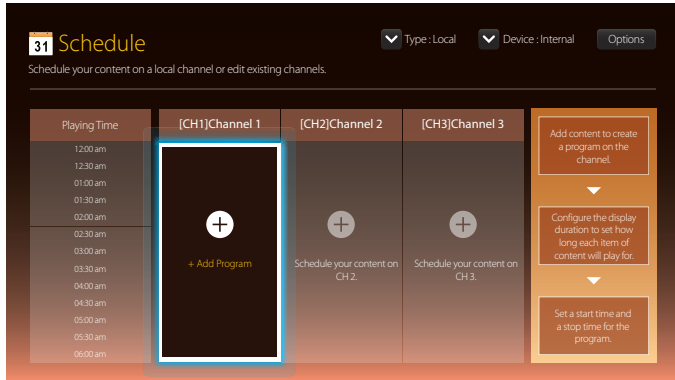 31 Schedule
Type : Local
Device : Internal
Options
Schedule your content on a local channel or edit existing channels.
Playing Time
[CH1]Channel 1
[CH2]Channel 2
[CH3]Channel 3
12:00 am
12:30 am
01:00 am
01:30 am
02:00 am
02:30 am
03:00 am
03:30 am
04:00 am
04:30 am
05:00 am
05:30 am
06:00 am
+ Add Program
Schedule your content on
CH 2.
Schedule your content on
CH 3.
Add content to create
a program on the
channel.
Configure the display
duration to set how
long each item of
content will play for.
Set a start time and
a stop time for the
program.